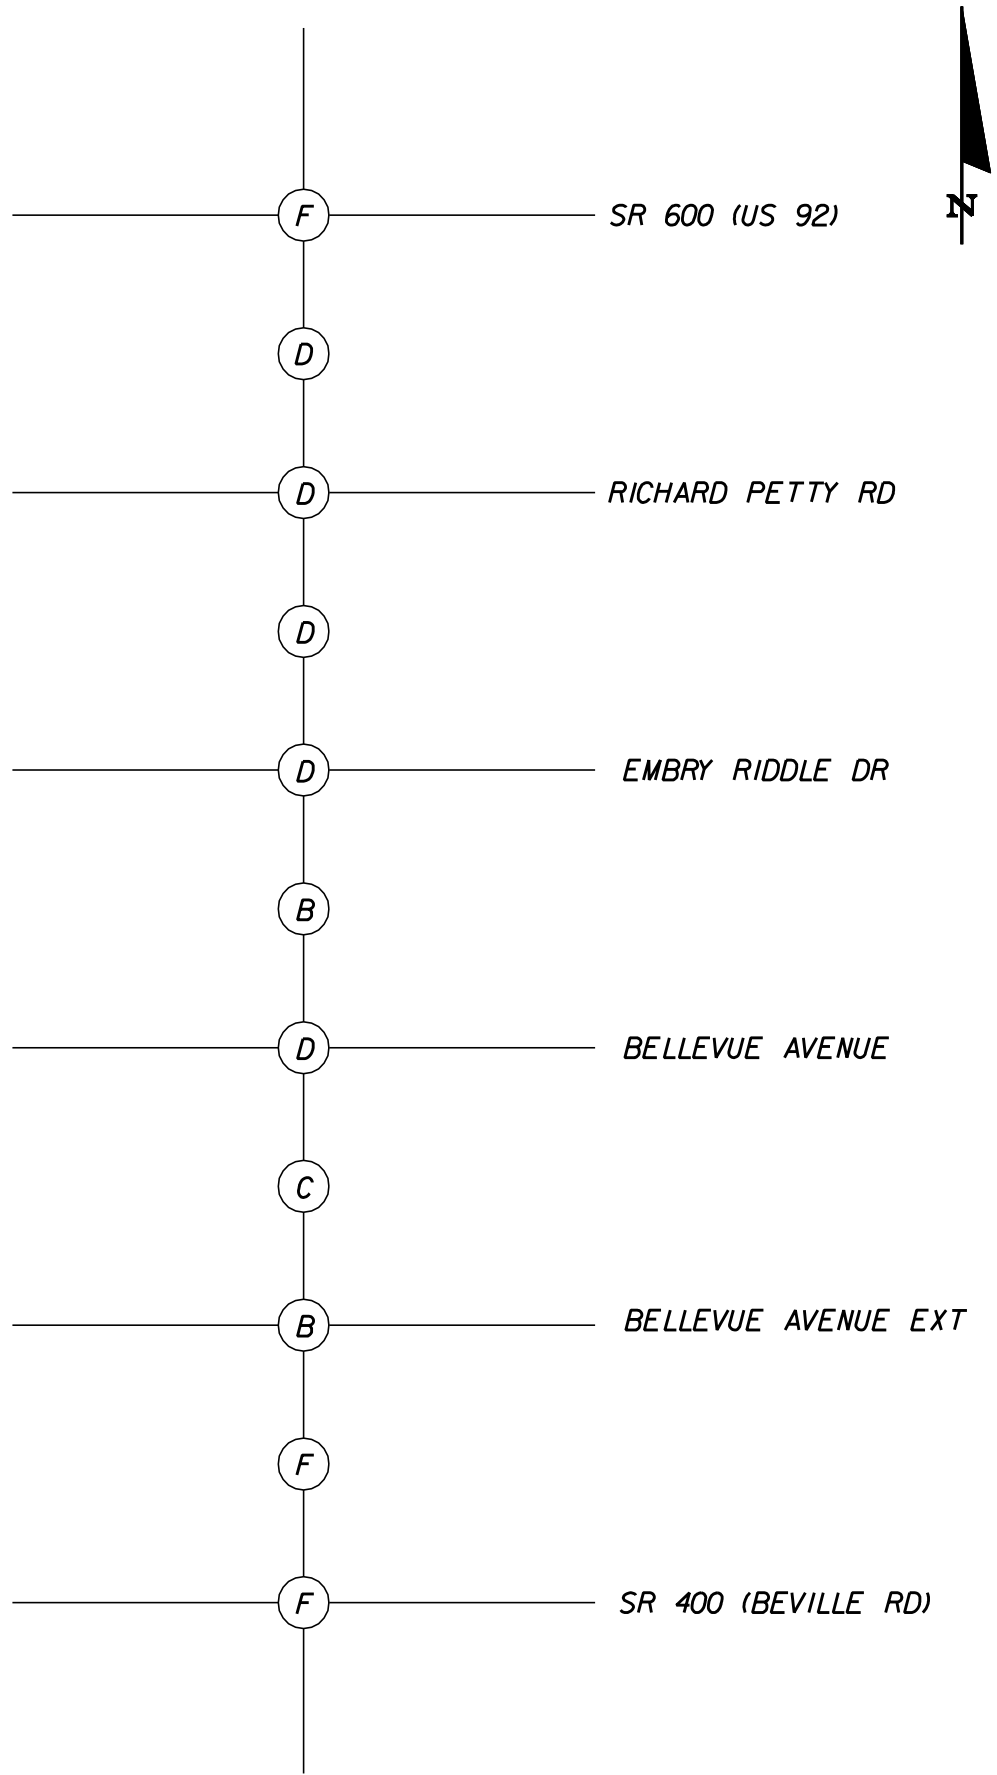 N
F SR 600 (US 92)
D
D RICHARD PETTY RD
D
D EMBRY RIDDLE DR
B
D BELLEVUE AVENUE
C
B BELLEVUE AVENUE EXT
F
F SR 400 (BEVILLE RD)